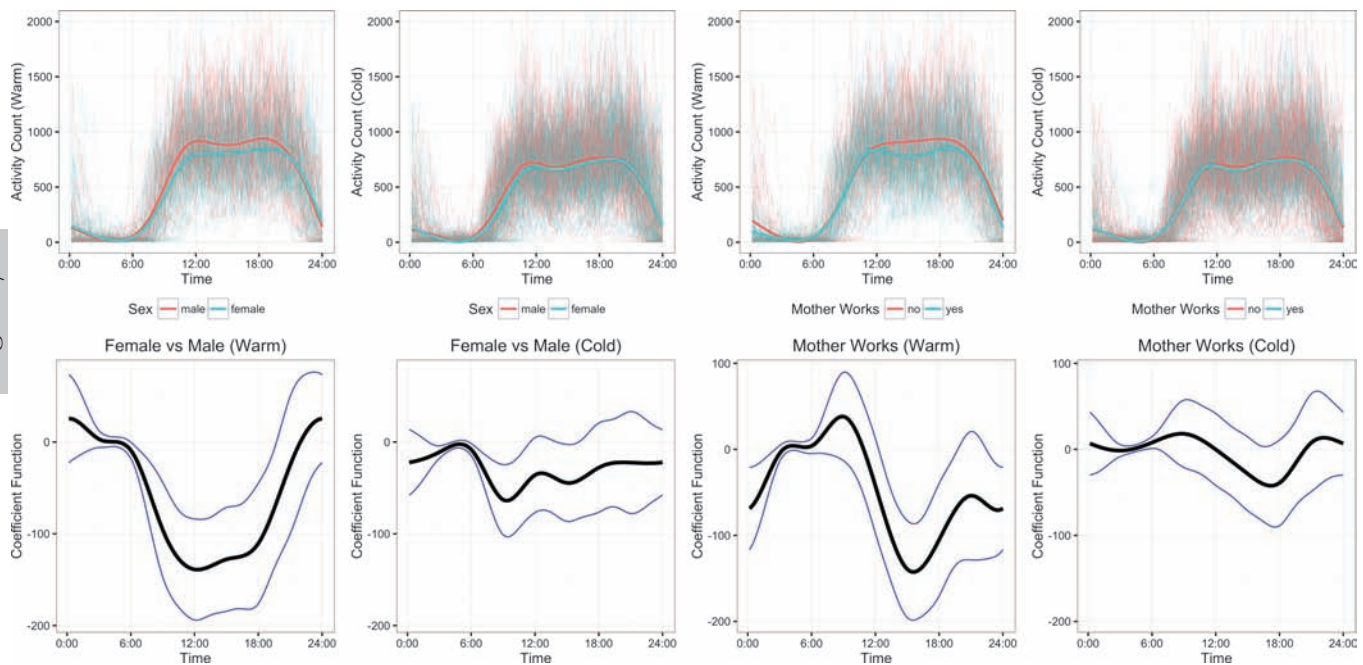 2000
1500
1000
500
0
Activity Count (Warm)
0:00 6:00 12:00 18:00 24:00
Time
Sex male female
2000
1500
1000
500
0
Activity Count (Cold)
0:00 6:00 12:00 18:00 24:00
Time
Sex male female
2000
1500
1000
500
0
Activity Count (Warm)
0:00 6:00 12:00 18:00 24:00
Time
Mother Works no yes
2000
1500
1000
500
0
Activity Count (Cold)
0:00 6:00 12:00 18:00 24:00
Time
Mother Works no yes
Female vs Male (Warm)
0
-100
-200
Coefficient Function
0:00 6:00 12:00 18:00 24:00
Time
Female vs Male (Cold)
0
-100
-200
Coefficient Function
0:00 6:00 12:00 18:00 24:00
Time
Mother Works (Warm)
100
0
-100
-200
Coefficient Function
0:00 6:00 12:00 18:00 24:00
Time
Mother Works (Cold)
100
0
-100
-200
Coefficient Function
0:00 6:00 12:00 18:00 24:00
Time